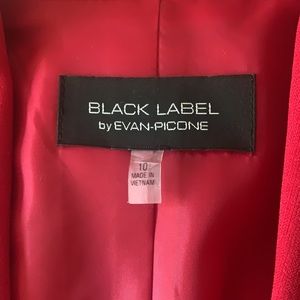 BLACK LABEL
by EVAN-PICONE
10
MADE IN
VIETNAM